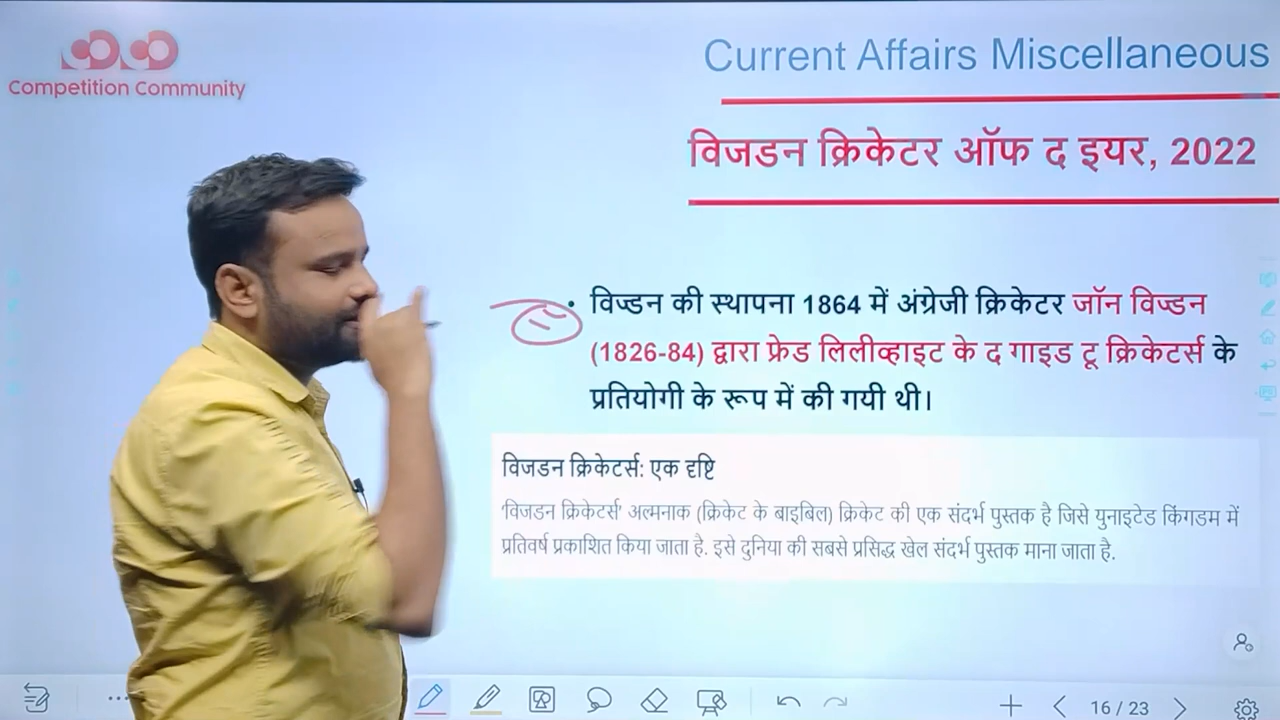 Competition Community
Current Affairs Miscellaneous
विजडन क्रिकेटर ऑफ द इयर, 2022
विज्डन की स्थापना 1864 में अंग्रेजी क्रिकेटर जॉन विज्डन
(1826-84) द्वारा फ्रेड लिलीव्हाइट के द गाइड टू क्रिकेटर्स के
प्रतियोगी के रूप में की गयी थी।
विजडन क्रिकेटर्स: एक दृष्टि
'विजडन क्रिकेटर्स' अल्मनाक (क्रिकेट के बाइबिल) क्रिकेट की एक संदर्भ पुस्तक है जिसे युनाइटेड किंगडम में
प्रतिवर्ष प्रकाशित किया जाता है. इसे दुनिया की सबसे प्रसिद्ध खेल संदर्भ पुस्तक माना जाता है.
16 / 23